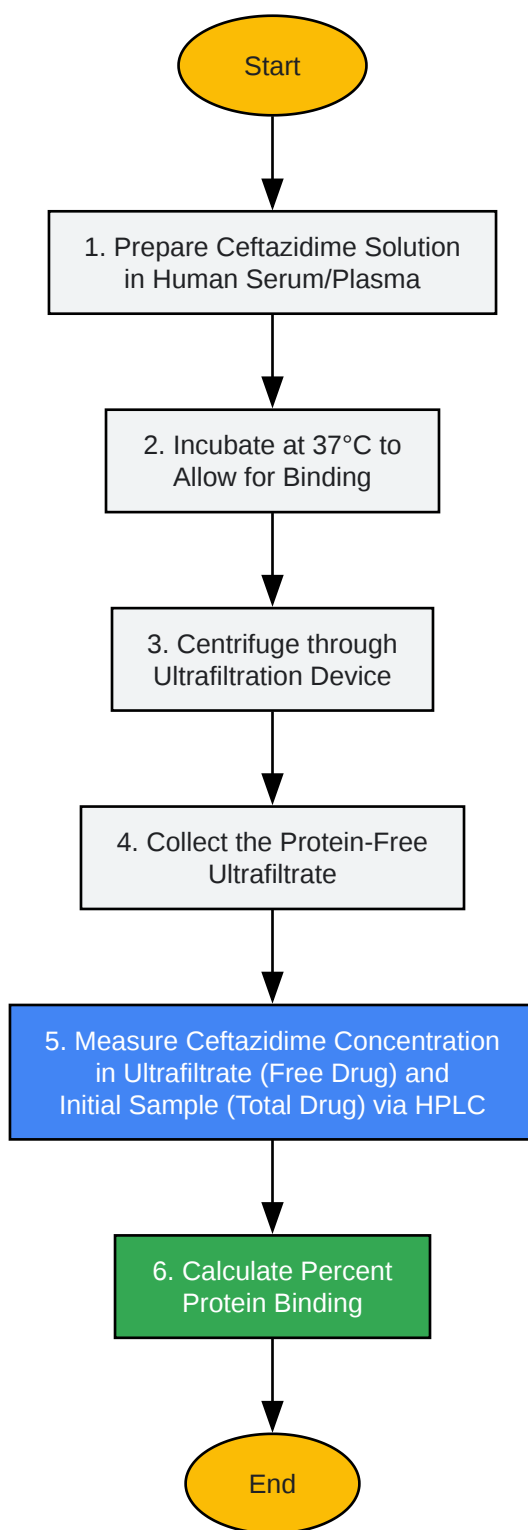 Start
1. Prepare Ceftazidime Solution
in Human Serum/Plasma
2. Incubate at 37°C to
Allow for Binding
3. Centrifuge through
Ultrafiltration Device
4. Collect the Protein-Free
Ultrafiltrate
5. Measure Ceftazidime Concentration
in Ultrafiltrate (Free Drug) and
Initial Sample (Total Drug) via HPLC
6. Calculate Percent
Protein Binding
End